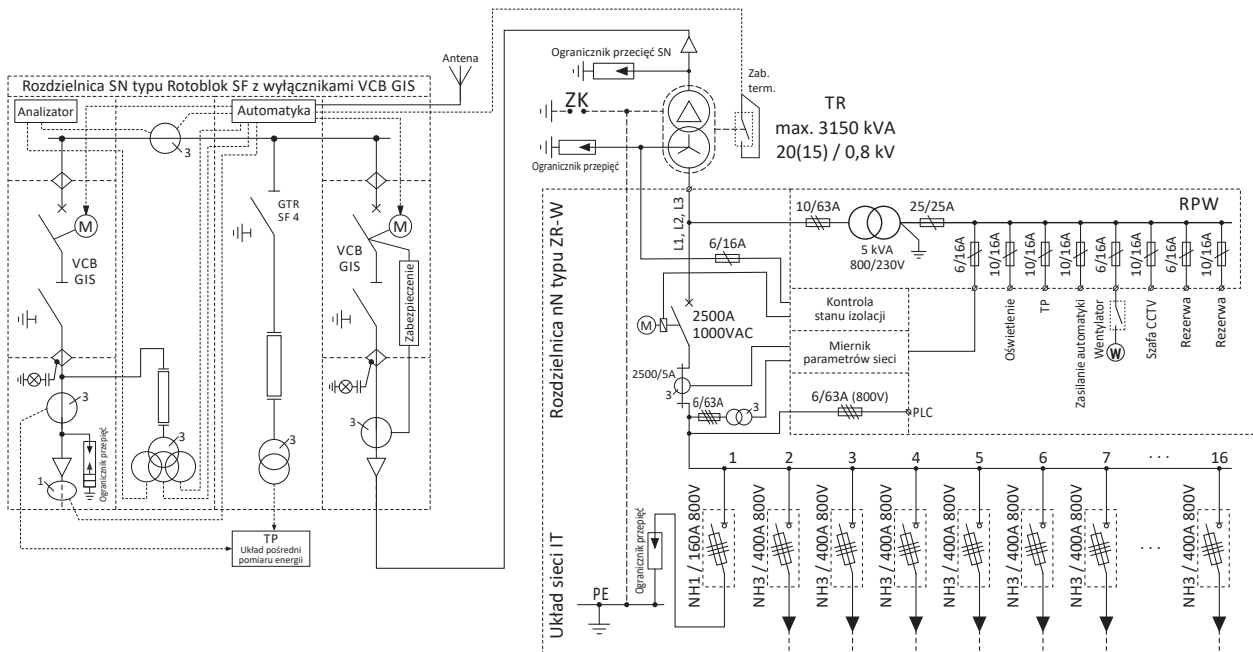 Rozdzielnica SN typu Rotoblok SF z wyłącznikami VCB GIS
Antena
Analizator
Automatyka
3
M
VCB
GIS
GTR
SF 4
M
VCB
GIS
Zabezpieczenie
3
3
3
3
1
Ogranicznik przepięć
TP
Układ pośredni
pomiaru energii
Ogranicznik przecięć SN
ZK
Ogranicznik przepięć
Zab.
term.
TR
max. 3150 kVA
20(15) / 0,8 kV
Rozdzielnica nN typu ZR-W
Układ sieci IT
L1, L2, L3
10/63A
5 kVA
800/230V
25/25A
RPW
6/16A
10/16A
10/16A
10/16A
6/16A
10/16A
6/16A
10/16A
Oświetlenie
TP
Zasilanie automatyki
Wentylator
W
Szafa CCTV
Rezerwa
Rezerwa
6/16A
M
2500A
1000VAC
Kontrola
stanu izolacji
Miernik
parametrów sieci
2500/5A
3
6/63A
3
6/63A (800V)
PLC
1
2
3
4
5
6
7
· · ·
16
NH1 / 160A 800V
NH3 / 400A 800V
NH3 / 400A 800V
NH3 / 400A 800V
NH3 / 400A 800V
NH3 / 400A 800V
NH3 / 400A 800V
· · ·
NH3 / 400A 800V
Ogranicznik przepięć
PE